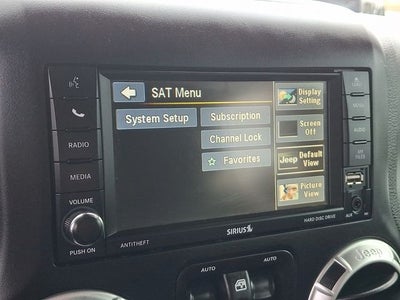 SAT Menu
System Setup
Subscription
Channel Lock
Favorites
Display Setting
Screen Off
Jeep Default View
Picture View
RADIO
MEDIA
VOLUME
PUSH ON
ANTITHEFT
SIRIUS
HARD DISC DRIVE
MENU
AUDIO
AUX
AUTO
AUTO
Jeep